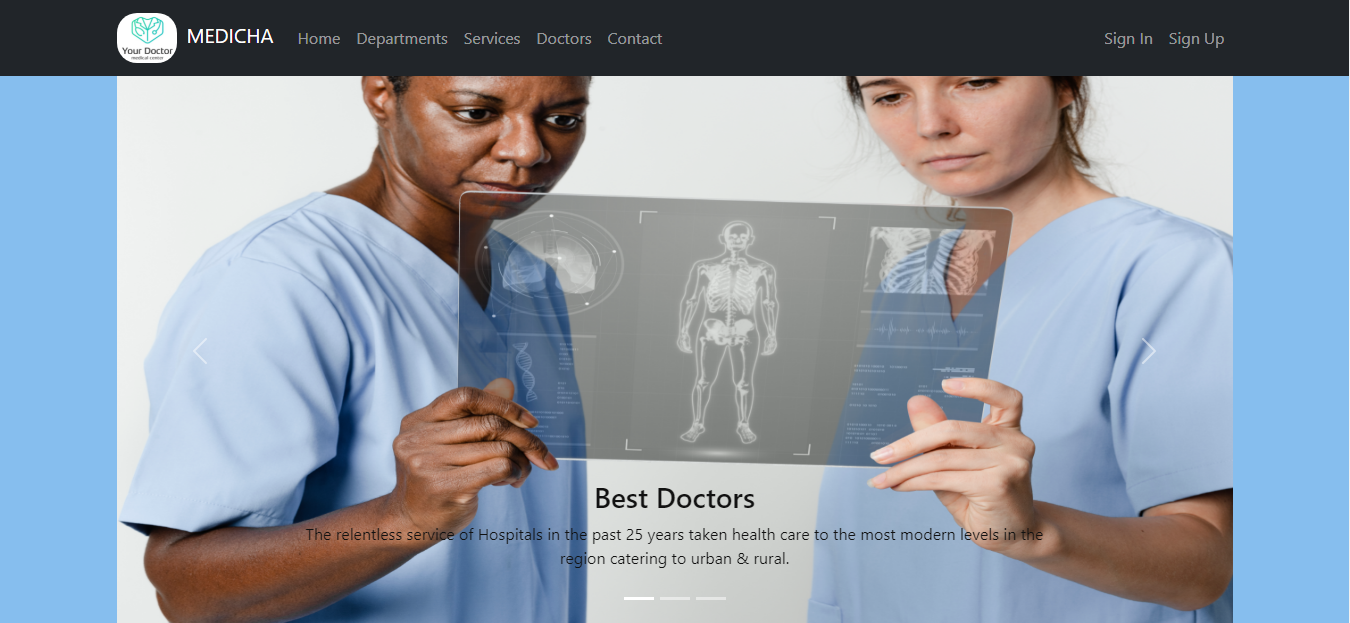 Your Doctor
medical center
MEDICHA
Home
Departments
Services
Doctors
Contact
Sign In
Sign Up
Best Doctors
The relentless service of Hospitals in the past 25 years taken health care to the most modern levels in the
region catering to urban & rural.